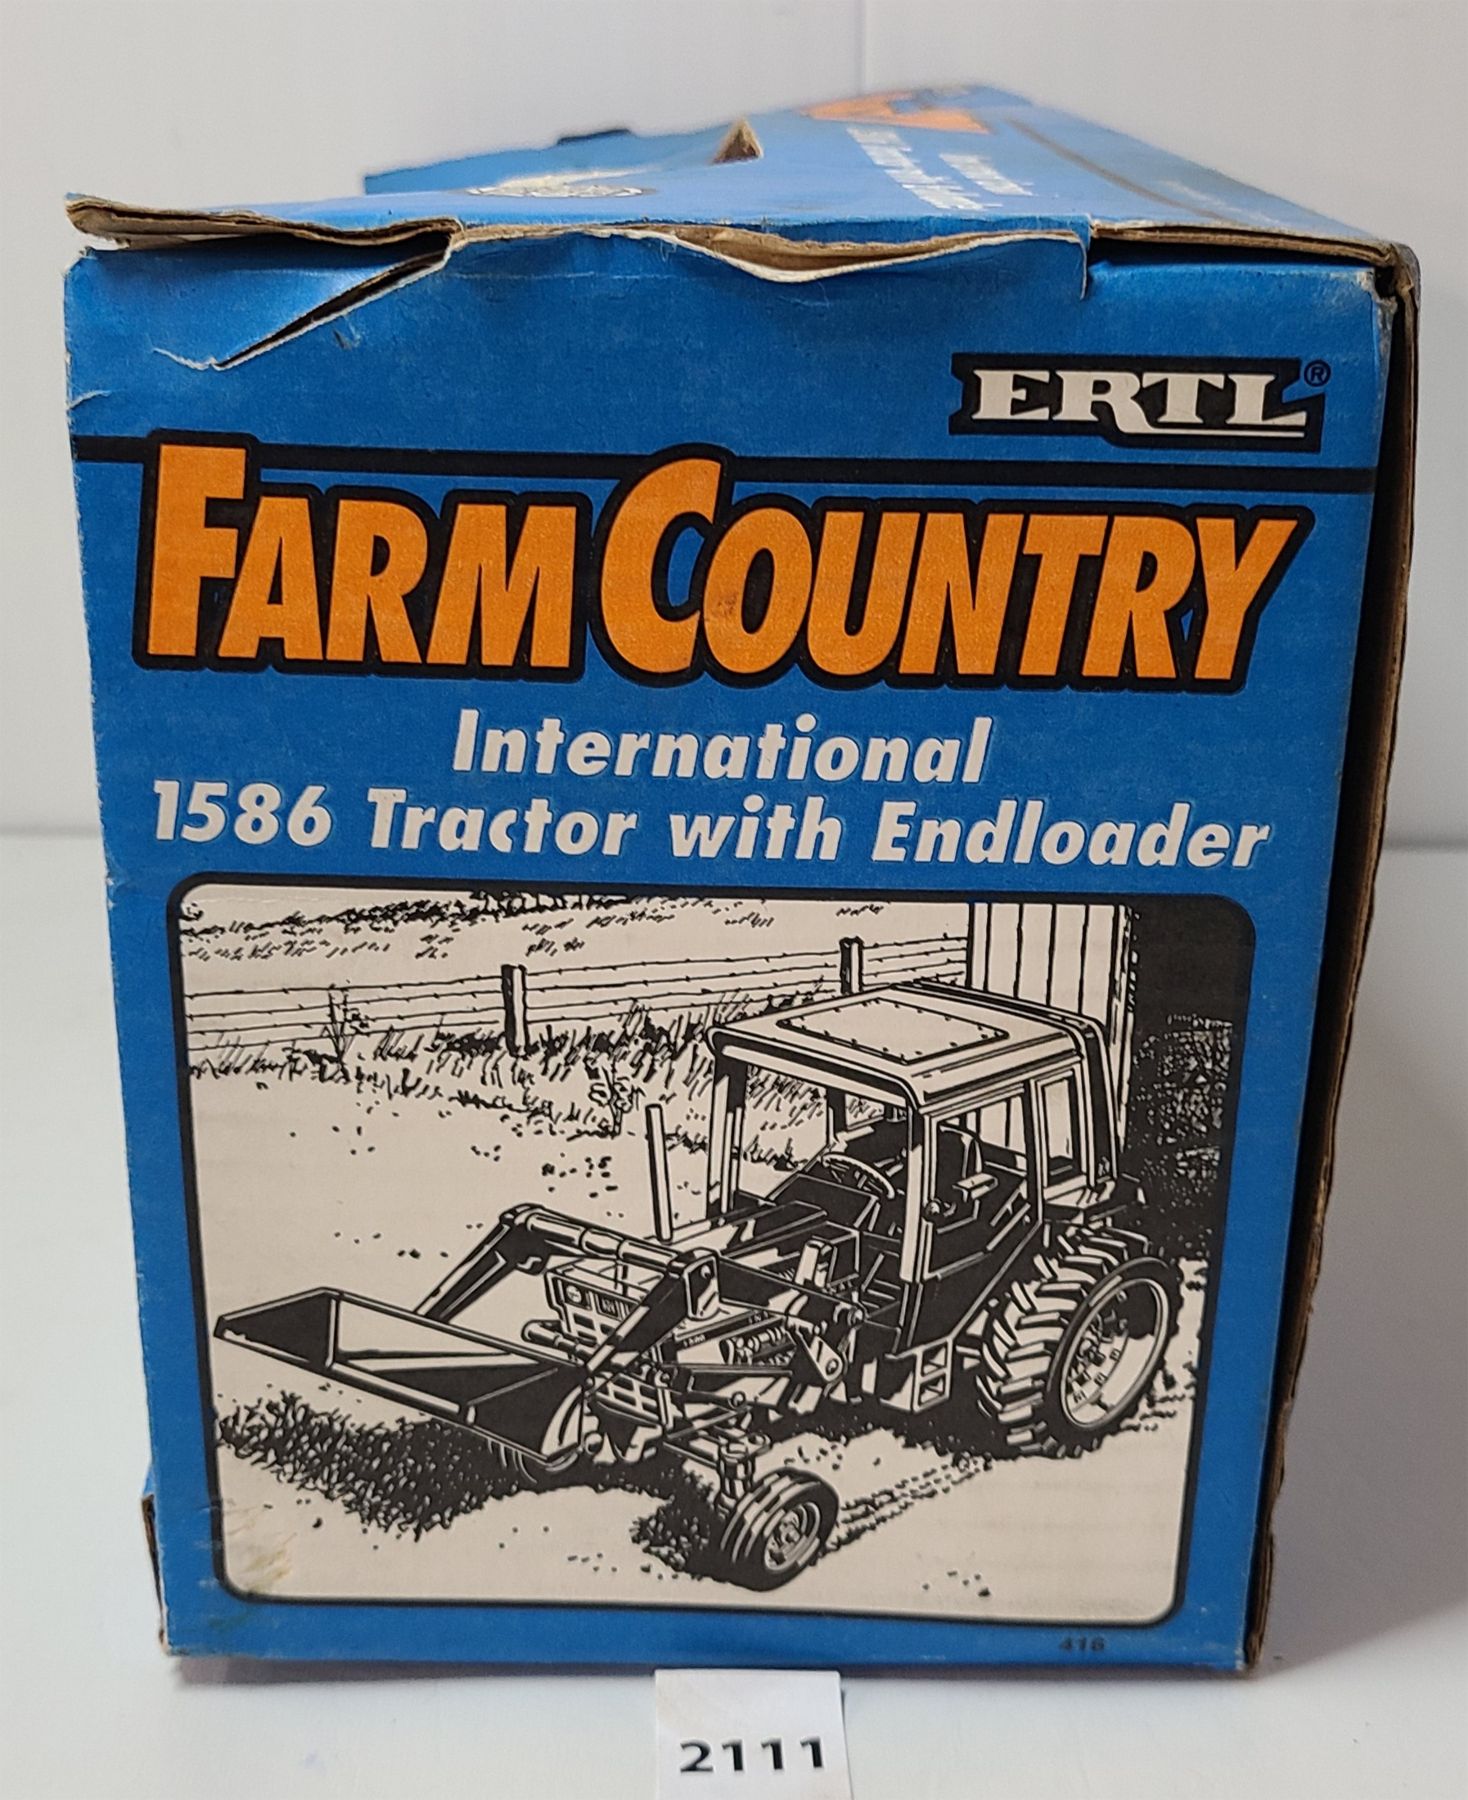 ERTL®
FARM COUNTRY
International
1586 Tractor with Endloader
416
2111